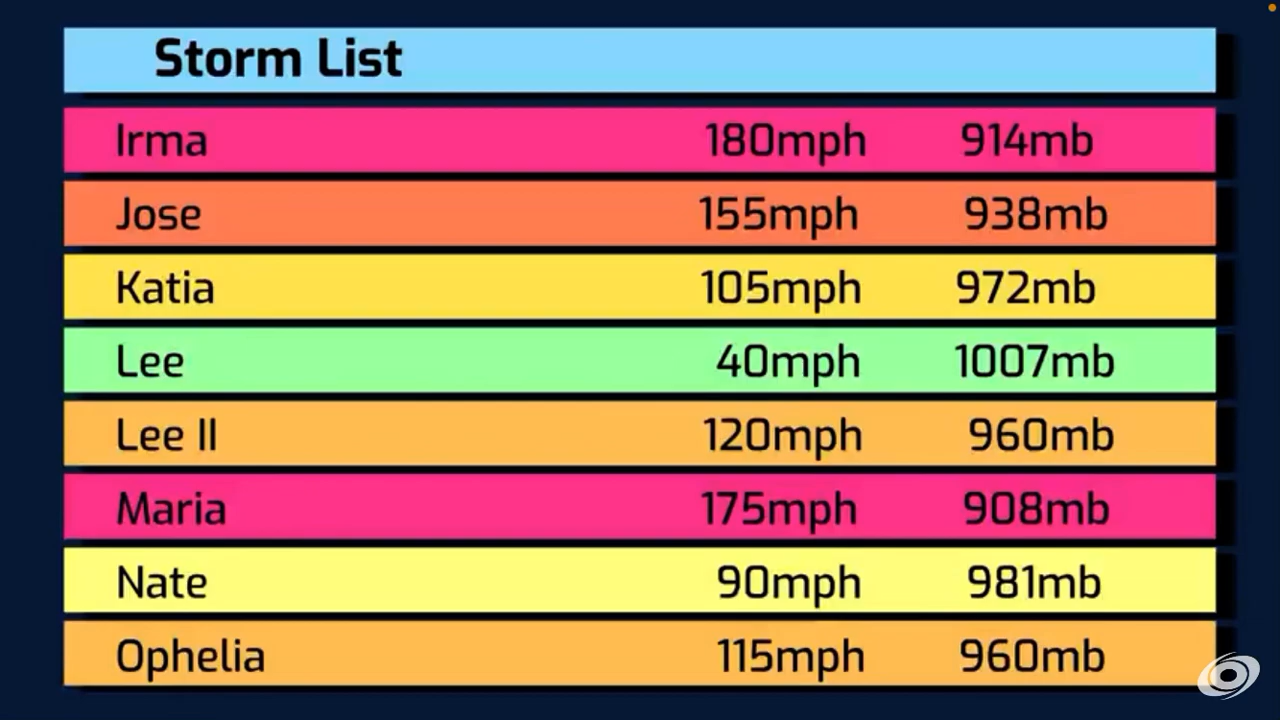 Storm List
Irma 180mph 914mb
Jose 155mph 938mb
Katia 105mph 972mb
Lee 40mph 1007mb
Lee II 120mph 960mb
Maria 175mph 908mb
Nate 90mph 981mb
Ophelia 115mph 960mb